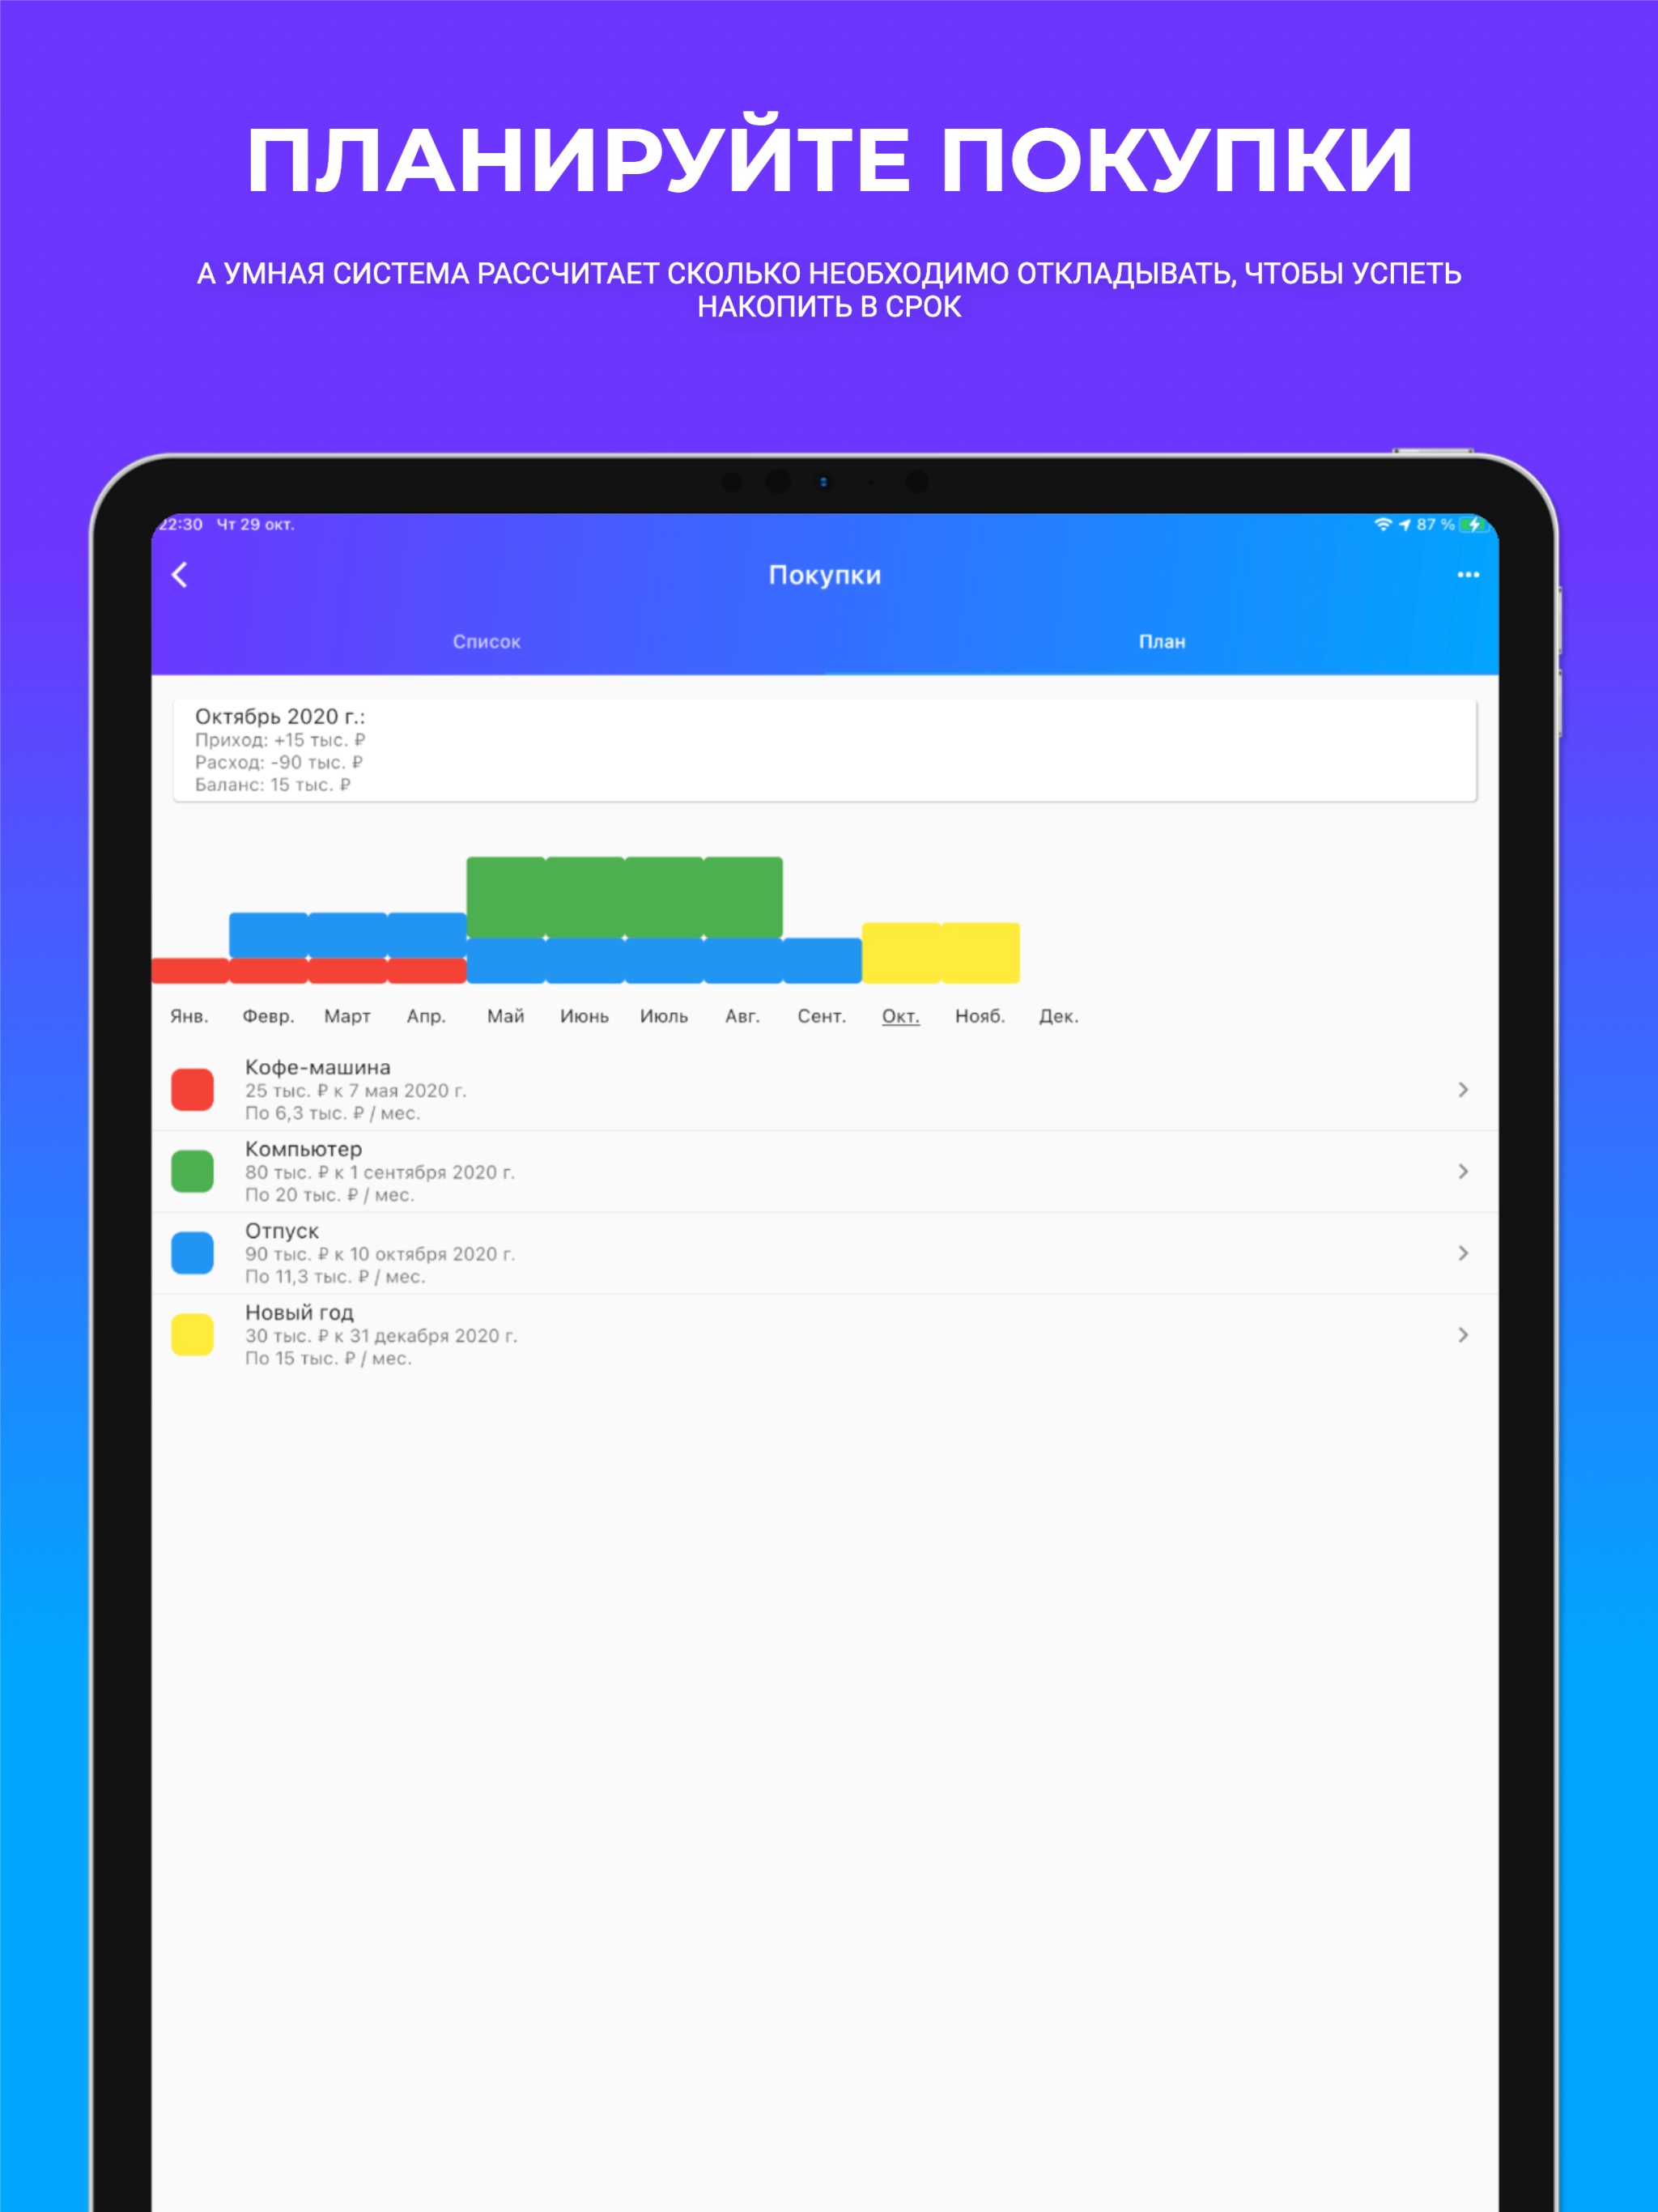 ПЛАНИРУЙТЕ ПОКУПКИ
А УМНАЯ СИСТЕМА РАССЧИТАЕТ СКОЛЬКО НЕОБХОДИМО ОТКЛАДЫВАТЬ, ЧТОБЫ УСПЕТЬ
НАКОПИТЬ В СРОК
22:30 Чт 29 окт. 87 %
Покупки
Список План
Октябрь 2020 г.:
Приход: +15 тыс. ₽
Расход: -90 тыс. ₽
Баланс: 15 тыс. ₽
Янв. Февр. Март Апр. Май Июнь Июль Авг. Сент. Окт. Нояб. Дек.
Кофе-машина
25 тыс. ₽ к 7 мая 2020 г.
По 6,3 тыс. ₽ / мес.
Компьютер
80 тыс. ₽ к 1 сентября 2020 г.
По 20 тыс. ₽ / мес.
Отпуск
90 тыс. ₽ к 10 октября 2020 г.
По 11,3 тыс. ₽ / мес.
Новый год
30 тыс. ₽ к 31 декабря 2020 г.
По 15 тыс. ₽ / мес.